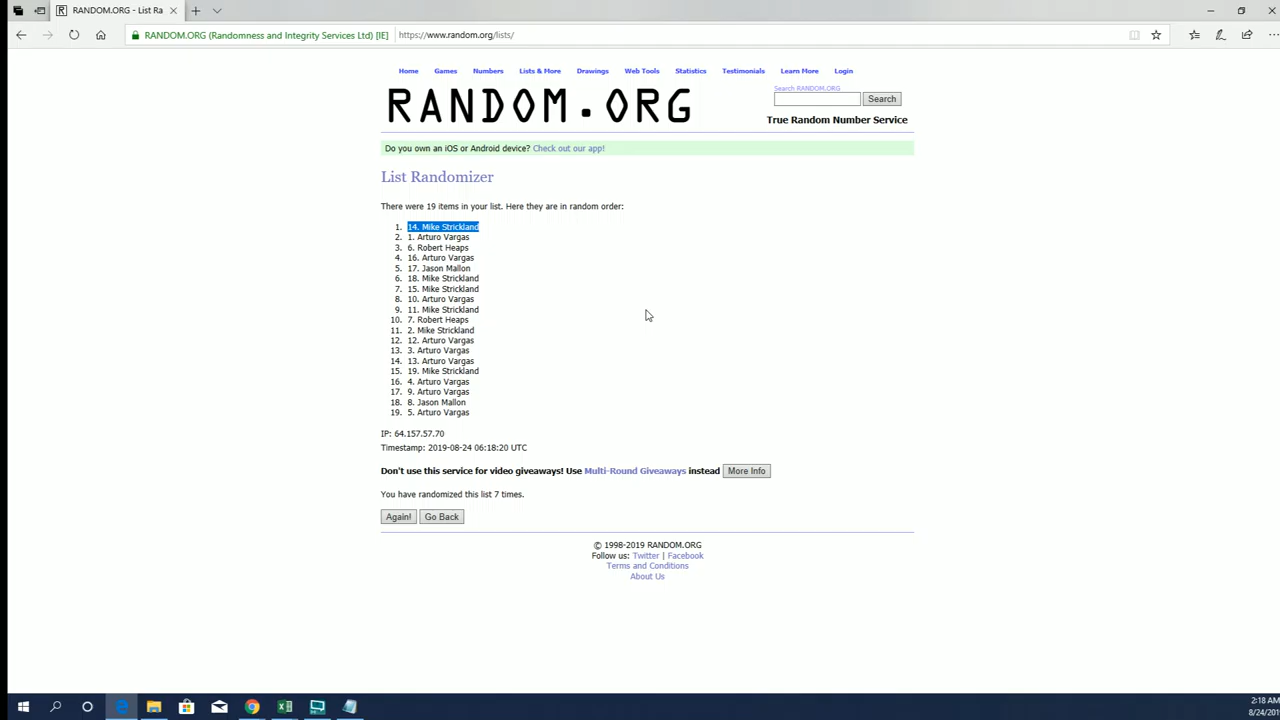 RANDOM.ORG - List Ra
RANDOM.ORG (Randomness and Integrity Services Ltd) [IE]
https://www.random.org/lists/
Home Games Numbers Lists & More Drawings Web Tools Statistics Testimonials Learn More Login
RANDOM.ORG
Search RANDOM.ORG
Search
True Random Number Service
Do you own an iOS or Android device? Check out our app!
List Randomizer
There were 19 items in your list. Here they are in random order:
1. 14. Mike Strickland
2. 1. Arturo Vargas
3. 6. Robert Heaps
4. 16. Arturo Vargas
5. 17. Jason Mallon
6. 18. Mike Strickland
7. 15. Mike Strickland
8. 10. Arturo Vargas
9. 11. Mike Strickland
10. 7. Robert Heaps
11. 2. Mike Strickland
12. 12. Arturo Vargas
13. 3. Arturo Vargas
14. 13. Arturo Vargas
15. 19. Mike Strickland
16. 4. Arturo Vargas
17. 9. Arturo Vargas
18. 8. Jason Mallon
19. 5. Arturo Vargas
IP: 64.157.57.70
Timestamp: 2019-08-24 06:18:20 UTC
Don't use this service for video giveaways! Use Multi-Round Giveaways instead More Info
You have randomized this list 7 times.
Again! Go Back
© 1998-2019 RANDOM.ORG
Follow us: Twitter | Facebook
Terms and Conditions
About Us
2:18 AM
8/24/201